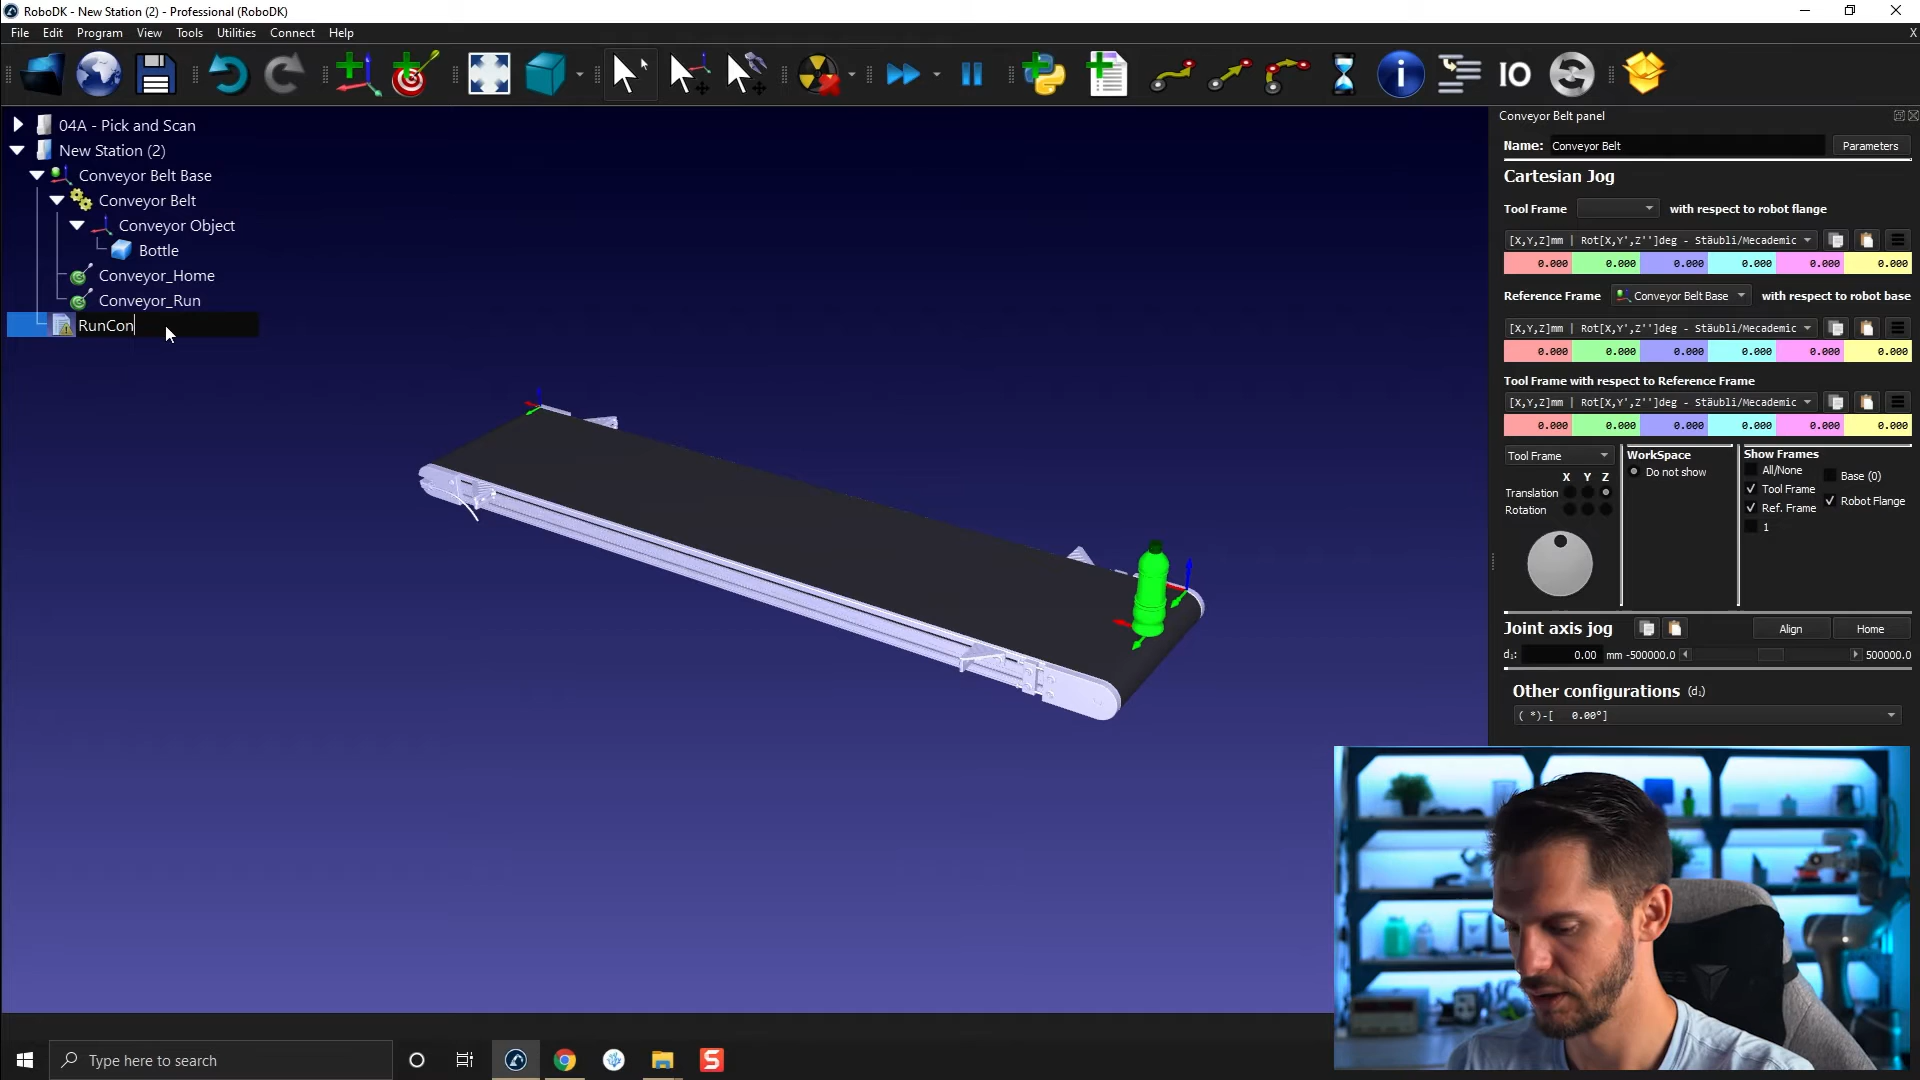 RoboDK - New Station (2) - Professional (RoboDK)
File Edit Program View Tools Utilities Connect Help
X
IO
04A - Pick and Scan
New Station (2)
Conveyor Belt Base
Conveyor Belt
Conveyor Object
Bottle
Conveyor_Home
Conveyor_Run
RunCon
Conveyor Belt panel
Name: Conveyor Belt Parameters
Cartesian Jog
Tool Frame with respect to robot flange
[X,Y,Z]mm | Rot[X,Y',Z'']deg - Stäubli/Mecademic
0.000 0.000 0.000 0.000 0.000 0.000
Reference Frame Conveyor Belt Base with respect to robot base
[X,Y,Z]mm | Rot[X,Y',Z'']deg - Stäubli/Mecademic
0.000 0.000 0.000 0.000 0.000 0.000
Tool Frame with respect to Reference Frame
[X,Y,Z]mm | Rot[X,Y',Z'']deg - Stäubli/Mecademic
0.000 0.000 0.000 0.000 0.000 0.000
Tool Frame
X Y Z
Translation
Rotation
WorkSpace
Do not show
Show Frames
All/None Base (0)
Tool Frame
Robot Flange
Ref. Frame
1
Joint axis jog Align Home
d₁: 0.00 mm -500000.0 500000.0
Other configurations (d₁)
( *)-[ 0.00°]
Type here to search
S